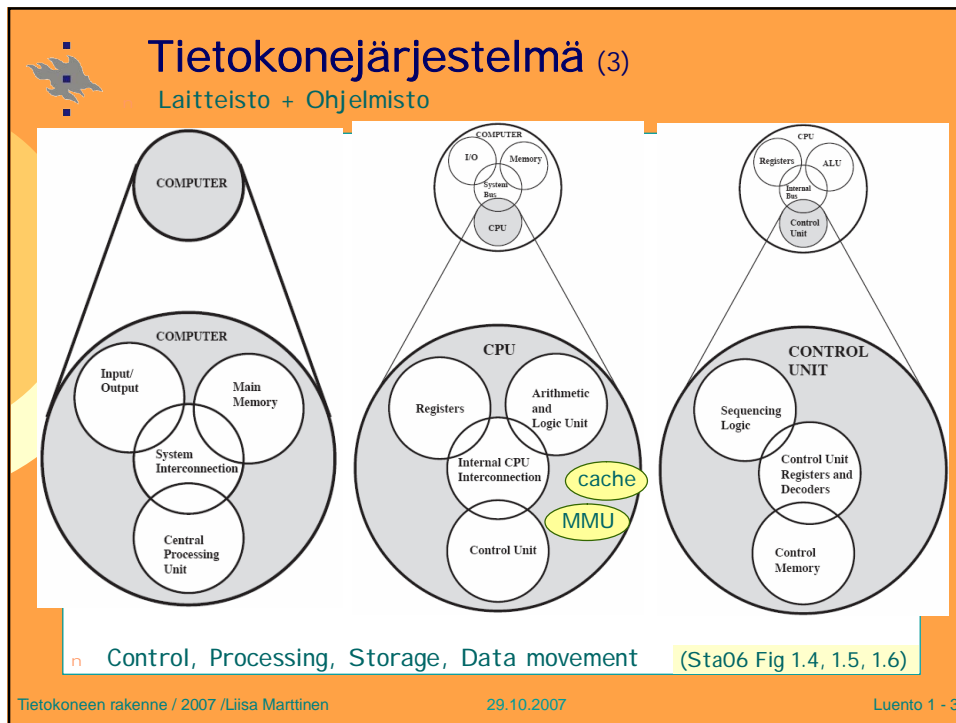 Tietokonejärjestelmä (3)
Laitteisto + Ohjelmisto
COMPUTER
COMPUTER
Input/
Output
Main
Memory
System
Interconnection
Central
Processing
Unit
COMPUTER
I/O
Memory
System
Bus
CPU
CPU
Registers
Arithmetic
and
Logic Unit
Internal CPU
Interconnection
cache
MMU
Control Unit
CPU
Registers
ALU
Internal
Bus
Control
Unit
CONTROL
UNIT
Sequencing
Logic
Control Unit
Registers and
Decoders
Control
Memory
n Control, Processing, Storage, Data movement
(Sta06 Fig 1.4, 1.5, 1.6)
Tietokoneen rakenne / 2007 /Liisa Marttinen
29.10.2007
Luento 1 - 3